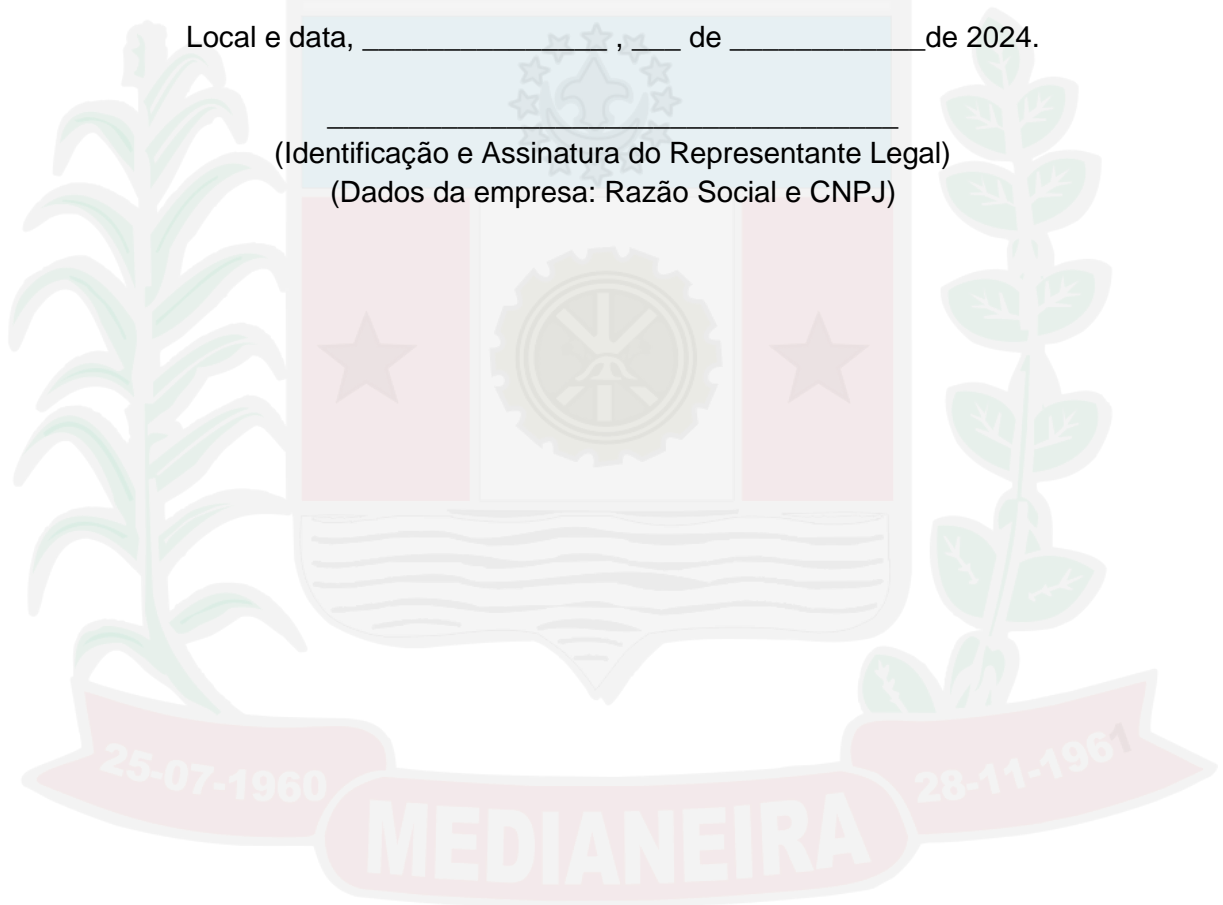 Local e data, _______________ , ___ de ____________de 2024.
___________________________________
(Identificação e Assinatura do Representante Legal)
(Dados da empresa: Razão Social e CNPJ)
25-07-1960
28-11-1961
MEDIANEIRA